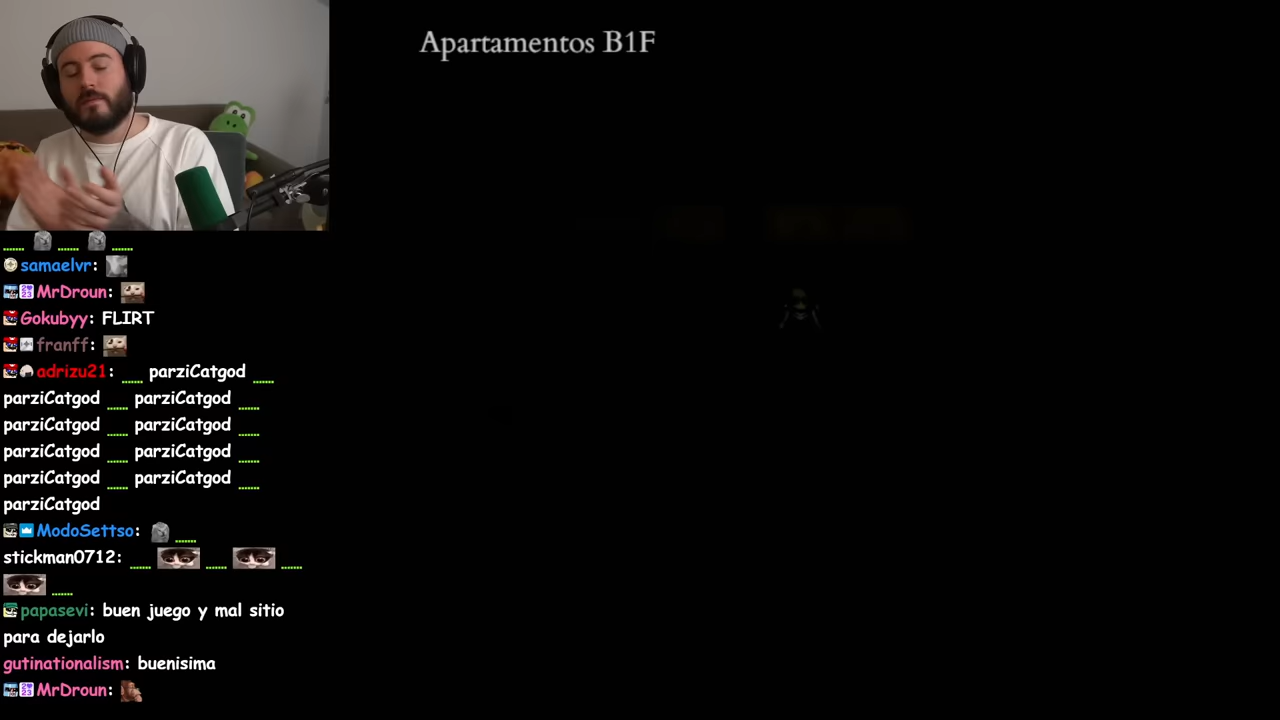 Apartamentos B1F
samaelvr:
MrDroun:
Gokubyy: FLIRT
franff:
adrizu21: parziCatgod
parziCatgod parziCatgod
parziCatgod parziCatgod
parziCatgod parziCatgod
parziCatgod parziCatgod
parziCatgod
ModoSettso:
stickman0712:
papasevi: buen juego y mal sitio
para dejarlo
gutinationalism: buenisima
MrDroun: